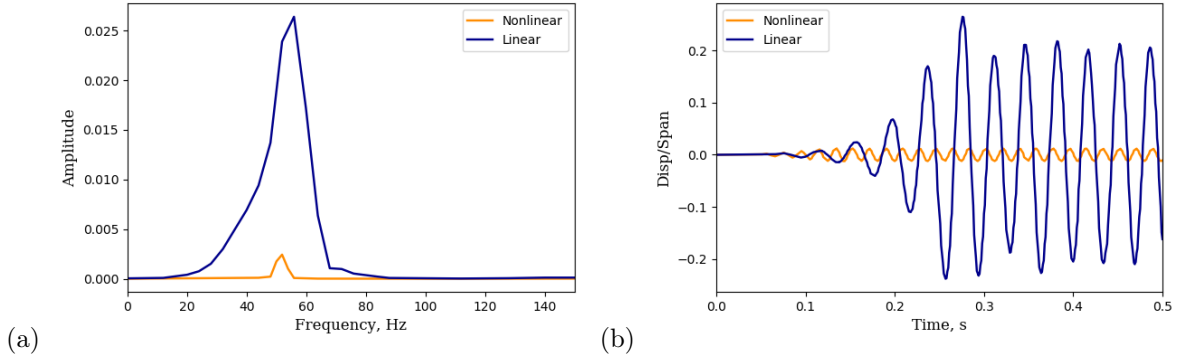 0.025
0.020
0.015
0.010
0.005
0.000
Amplitude
Nonlinear
Linear
0 20 40 60 80 100 120 140
Frequency, Hz
(a)
0.2
0.1
0.0
−0.1
−0.2
Disp/Span
Nonlinear
Linear
0.0 0.1 0.2 0.3 0.4 0.5
Time, s
(b)